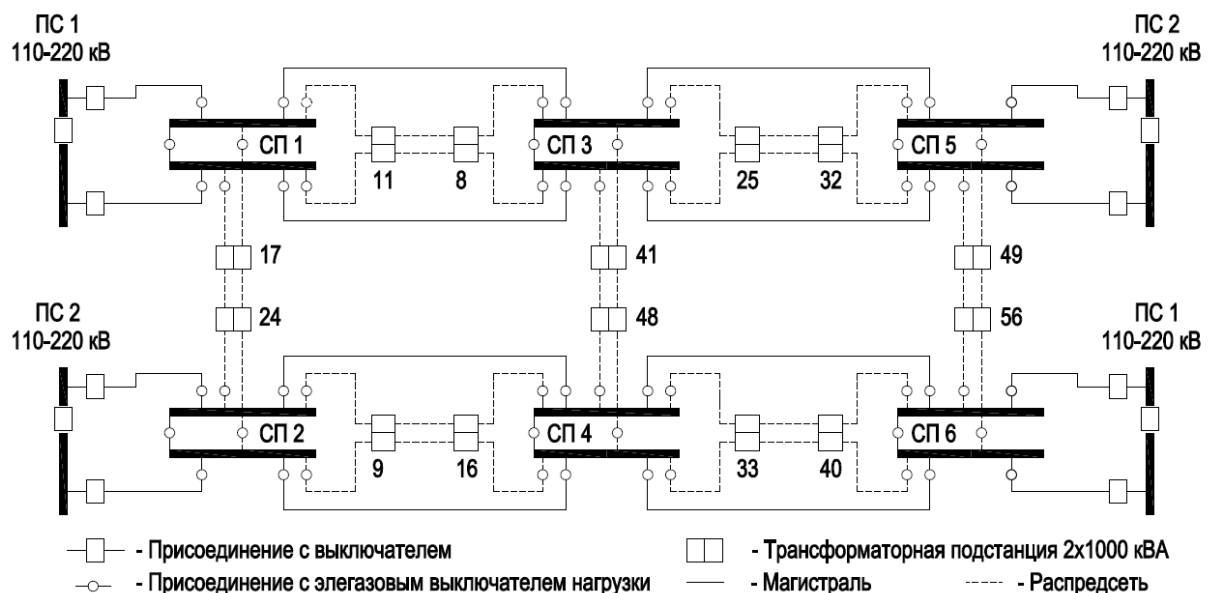 ПС 1
110-220 кВ
ПС 2
110-220 кВ
СП 1
СП 3
СП 5
11
8
25
32
17
41
49
ПС 2
110-220 кВ
24
48
56
ПС 1
110-220 кВ
СП 2
СП 4
СП 6
9
16
33
40
- Присоединение с выключателем
- Трансформаторная подстанция 2х1000 кВА
- Присоединение с элегазовым выключателем нагрузки
- Магистраль
- Распредсеть